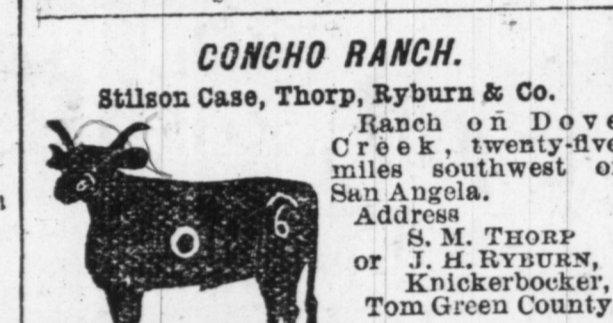 CONCHO RANCH.
Stilson Case, Thorp, Ryburn & Co.
Ranch on Dove
Creek, twenty-five
miles southwest o
San Angela.
Address
S. M. THORP
or J. H. RYBURN,
Knickerbocker,
Tom Green County
O 6